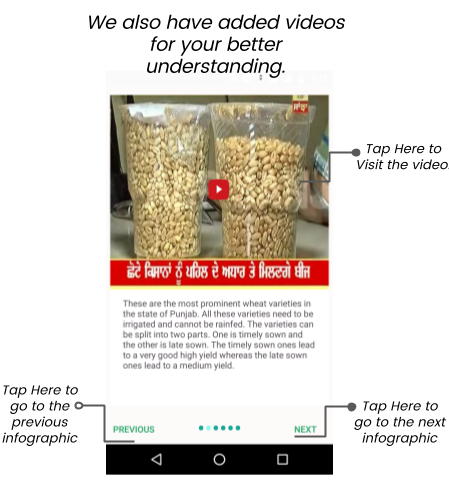 We also have added videos
for your better
understanding.
ਛੋਟੇ ਕਿਸਾਨਾਂ ਨੂੰ ਪਹਿਲ ਦੇ ਅਧਾਰ ਤੇ ਮਿਲਣਗੇ ਬੀਜ
Tap Here to
Visit the video.
These are the most prominent wheat varieties in
the state of Punjab. All these varieties need to be
irrigated and cannot be rainfed. The varieties can
be split into two parts. One is timely sown and
the other is late sown. The timely sown ones lead
to a very good high yield whereas the late sown
ones lead to a medium yield.
Tap Here to
go to the
previous
infographic
PREVIOUS
NEXT
Tap Here to
go to the next
infographic